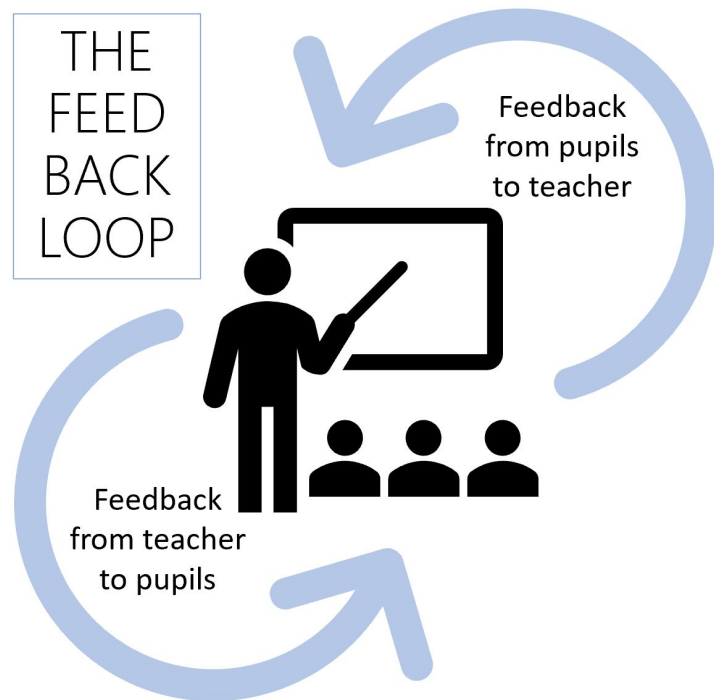 THE
FEED
BACK
LOOP
Feedback
from pupils
to teacher
Feedback
from teacher
to pupils